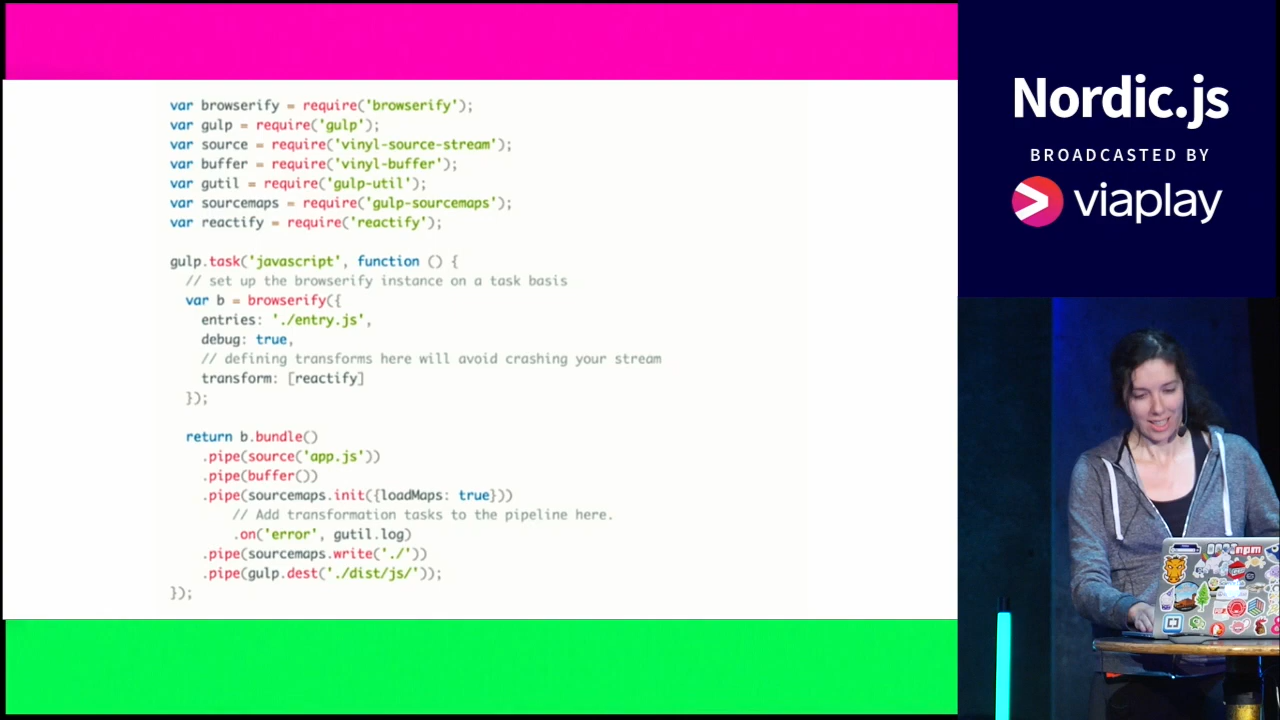 var browserify = require('browserify');
var gulp = require('gulp');
var source = require('vinyl-source-stream');
var buffer = require('vinyl-buffer');
var gutil = require('gulp-util');
var sourcemaps = require('gulp-sourcemaps');
var reactify = require('reactify');
gulp.task('javascript', function () {
  // set up the browserify instance on a task basis
  var b = browserify({
    entries: './entry.js',
    debug: true,
    // defining transforms here will avoid crashing your stream
    transform: [reactify]
  });
  return b.bundle()
    .pipe(source('app.js'))
    .pipe(buffer())
    .pipe(sourcemaps.init({loadMaps: true}))
        // Add transformation tasks to the pipeline here.
        .on('error', gutil.log)
    .pipe(sourcemaps.write('./'))
    .pipe(gulp.dest('./dist/js/'));
});
Nordic.js
BROADCASTED BY
viaplay
npm